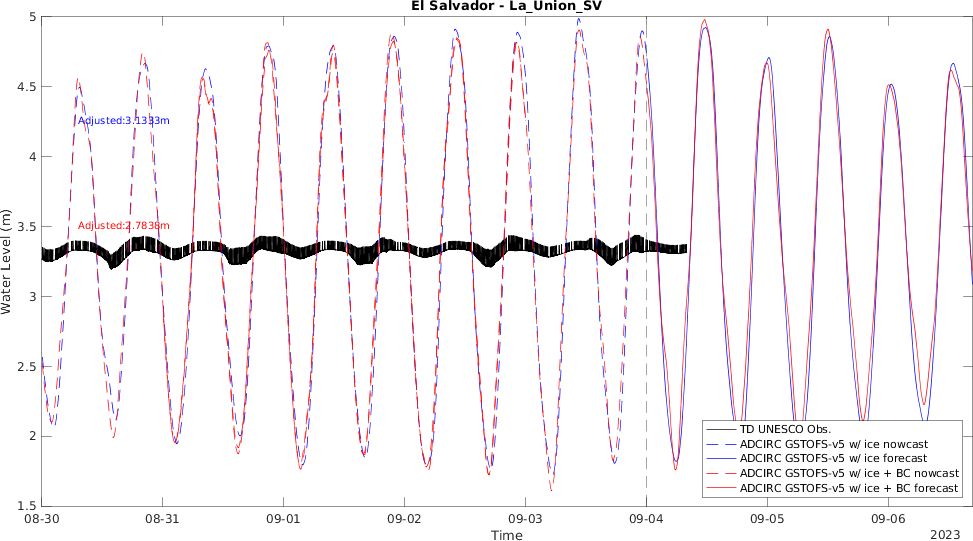 El Salvador - La_Union_SV
5
4.5
4
3.5
3
2.5
2
1.5
Water Level (m)
Adjusted:3.1333m
Adjusted:2.7838m
TD UNESCO Obs.
ADCIRC GSTOFS-v5 w/ ice nowcast
ADCIRC GSTOFS-v5 w/ ice forecast
ADCIRC GSTOFS-v5 w/ ice + BC nowcast
ADCIRC GSTOFS-v5 w/ ice + BC forecast
08-30 08-31 09-01 09-02 09-03 09-04 09-05 09-06
Time
2023